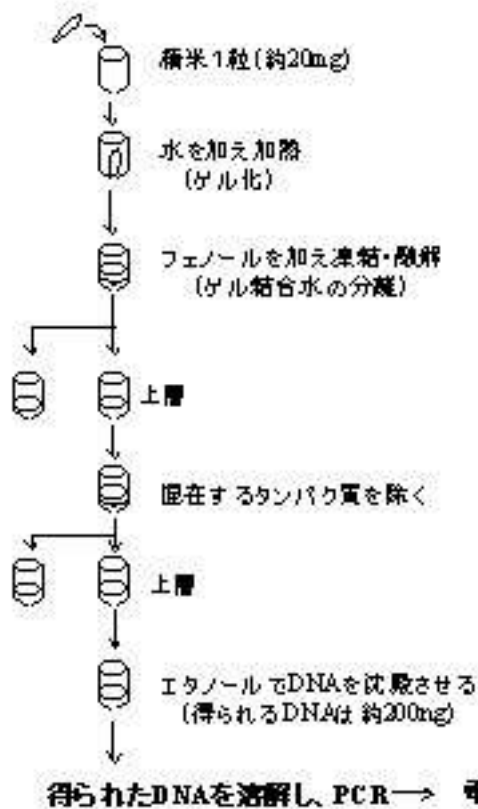 精米1粒(約20mg)
水を加え加熱
(ゲル化)
フェノールを加え凍結・融解
(ゲル結合水の分離)
上層
混在するタンパク質を除く
上層
エタノールでDNAを沈殿させる
(得られるDNAは約200ng)
得られたDNAを溶解し、PCR→